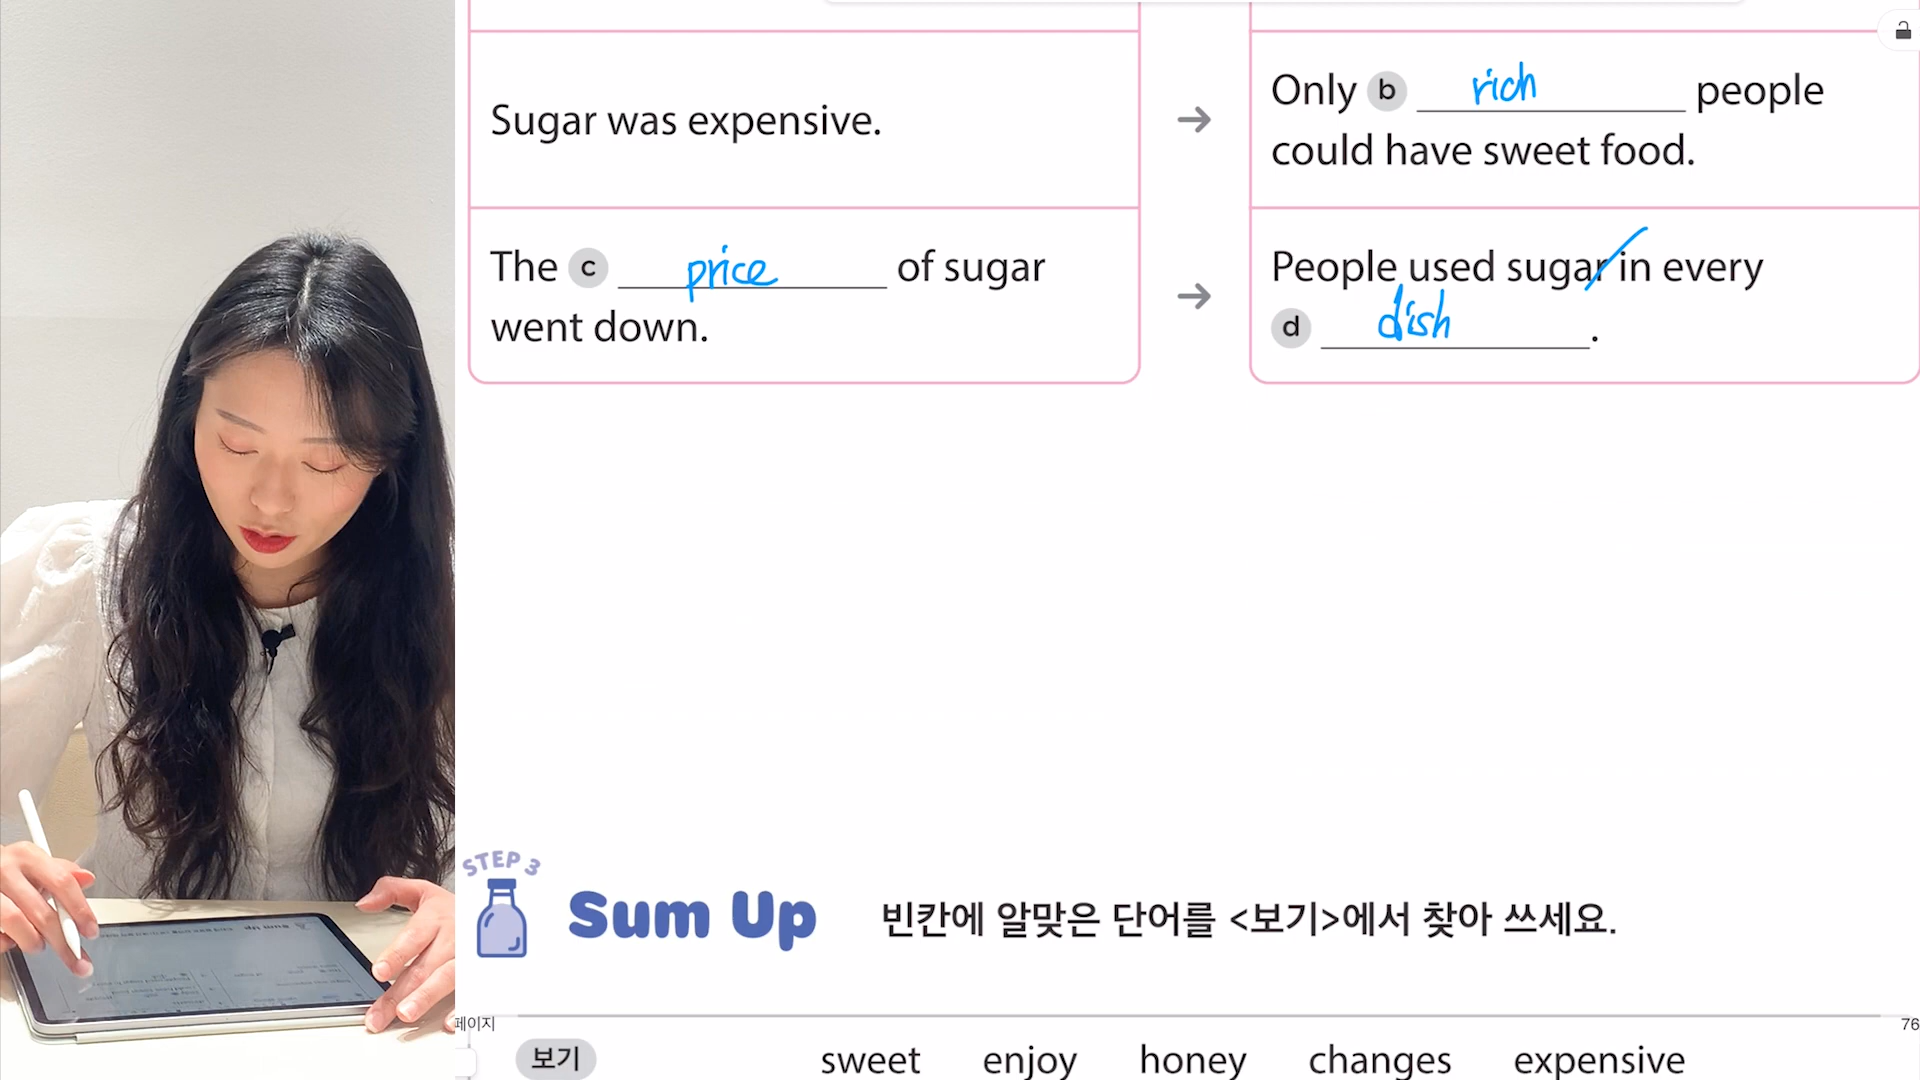 Sugar was expensive.
→
Only b rich people
could have sweet food.
The c price of sugar
went down.
→
People used sugar / in every
d dish.
STEP 3
Sum Up 빈칸에 알맞은 단어를 <보기>에서 찾아 쓰세요.
페이지 76
보기 sweet enjoy honey changes expensive